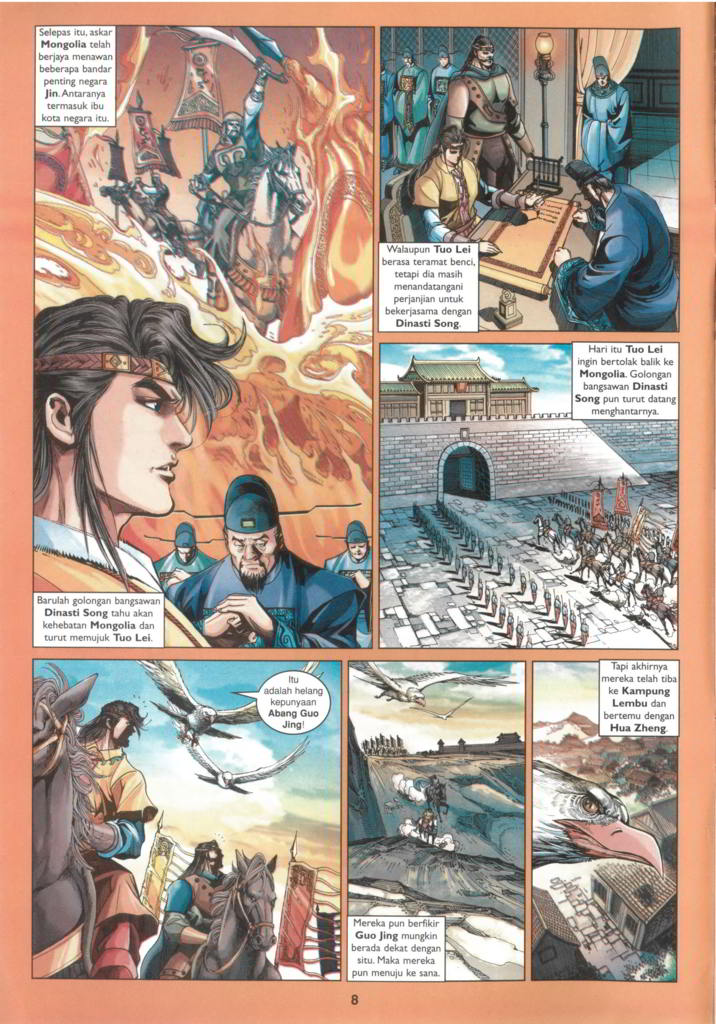 Selepas itu, askar
Mongolia telah
berjaya menawan
beberapa bandar
penting negara
Jin. Antaranya
termasuk ibu
kota negara itu.
Barulah golongan bangsawan
Dinasti Song tahu akan
kehebatan Mongolia dan
turut memujuk Tuo Lei.
Walaupun Tuo Lei
berasa teramat benci,
tetapi dia masih
menandatangani
perjanjian untuk
bekerjasama dengan
Dinasti Song.
Hari itu Tuo Lei
ingin bertolak balik ke
Mongolia. Golongan
bangsawan Dinasti
Song pun turut datang
menghantarnya.
Itu
adalah helang
kepunyaan
Abang Guo
Jing!
Mereka pun berfikir
Guo Jing mungkin
berada dekat dengan
situ. Maka mereka
pun menuju ke sana.
Tapi akhirnya
mereka telah tiba
ke Kampung
Lembu dan
bertemu dengan
Hua Zheng.
8